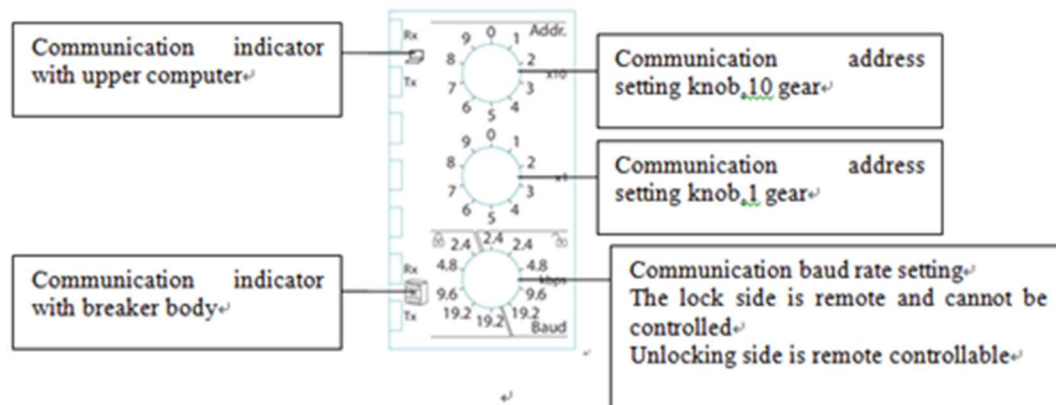 Communication indicator
with upper computer
Rx
Tx
Addr.
0
1
2
3
4
5
6
7
8
9
x10
Communication address
setting knob,10 gear
0
1
2
3
4
5
6
7
8
9
x1
Communication address
setting knob,1 gear
Communication indicator
with breaker body
Rx
Tx
2.4
2.4
2.4
4.8
4.8
kbps
9.6
9.6
19.2
19.2
19.2
Baud
Communication baud rate setting
The lock side is remote and cannot be
controlled
Unlocking side is remote controllable